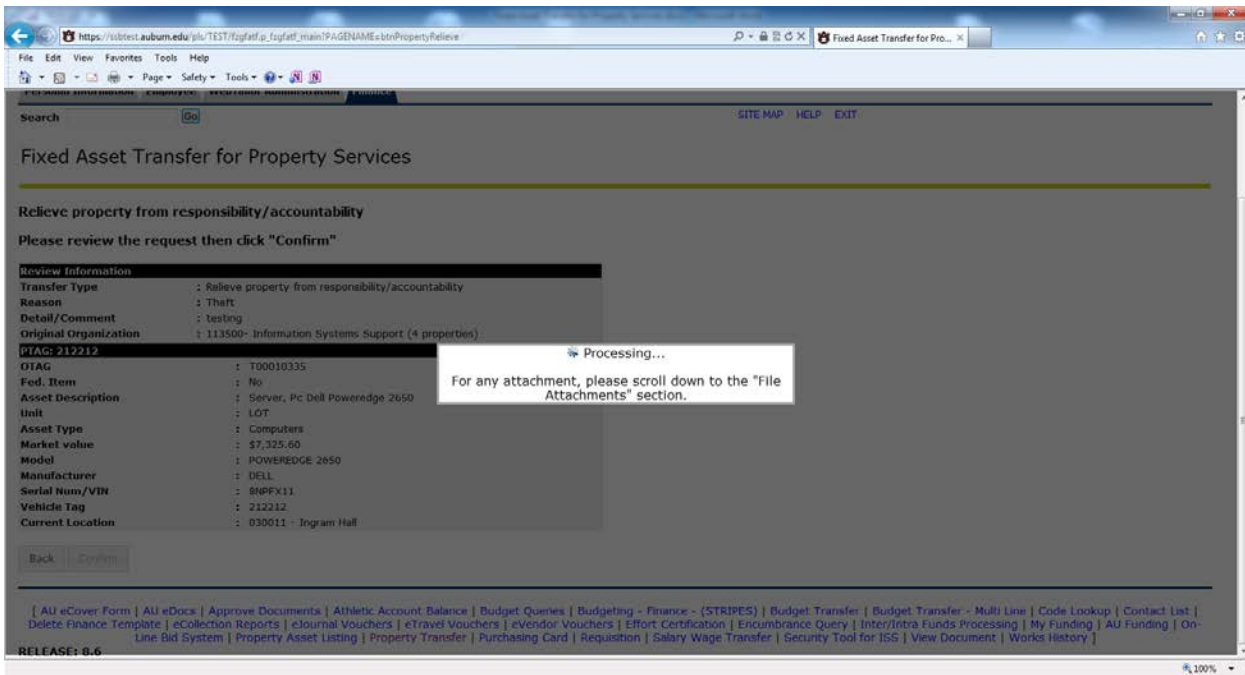 https://ssbtest.auburn.edu/pls/TEST/fzgfatf.p_fzgfatf_main?PAGENAME=btnPropertyRelieve
Fixed Asset Transfer for Pro...
File Edit View Favorites Tools Help
Page Safety Tools
Personal Information Employee WebTailor Administration Finance
Search Go SITE MAP HELP EXIT
Fixed Asset Transfer for Property Services
Relieve property from responsibility/accountability
Please review the request then click "Confirm"
Review Information
Transfer Type : Relieve property from responsibility/accountability
Reason : Theft
Detail/Comment : testing
Original Organization : 113500- Information Systems Support (4 properties)
PTAG: 212212
OTAG : T00010335
Fed. Item : No
Asset Description : Server, Pc Dell Poweredge 2650
Unit : LOT
Asset Type : Computers
Market value : $7,325.60
Model : POWEREDGE 2650
Manufacturer : DELL
Serial Num/VIN : 8NPFX11
Vehicle Tag : 212212
Current Location : 030011 - Ingram Hall
Processing...
For any attachment, please scroll down to the "File
Attachments" section.
Back Confirm
[ AU eCover Form | AU eDocs | Approve Documents | Athletic Account Balance | Budget Queries | Budgeting - Finance - (STRIPES) | Budget Transfer | Budget Transfer - Multi Line | Code Lookup | Contact List |
Delete Finance Template | eCollection Reports | eJournal Vouchers | eTravel Vouchers | eVendor Vouchers | Effort Certification | Encumbrance Query | Inter/Intra Funds Processing | My Funding | AU Funding | On-
Line Bid System | Property Asset Listing | Property Transfer | Purchasing Card | Requisition | Salary Wage Transfer | Security Tool for ISS | View Document | Works History ]
RELEASE: 8.6
100%